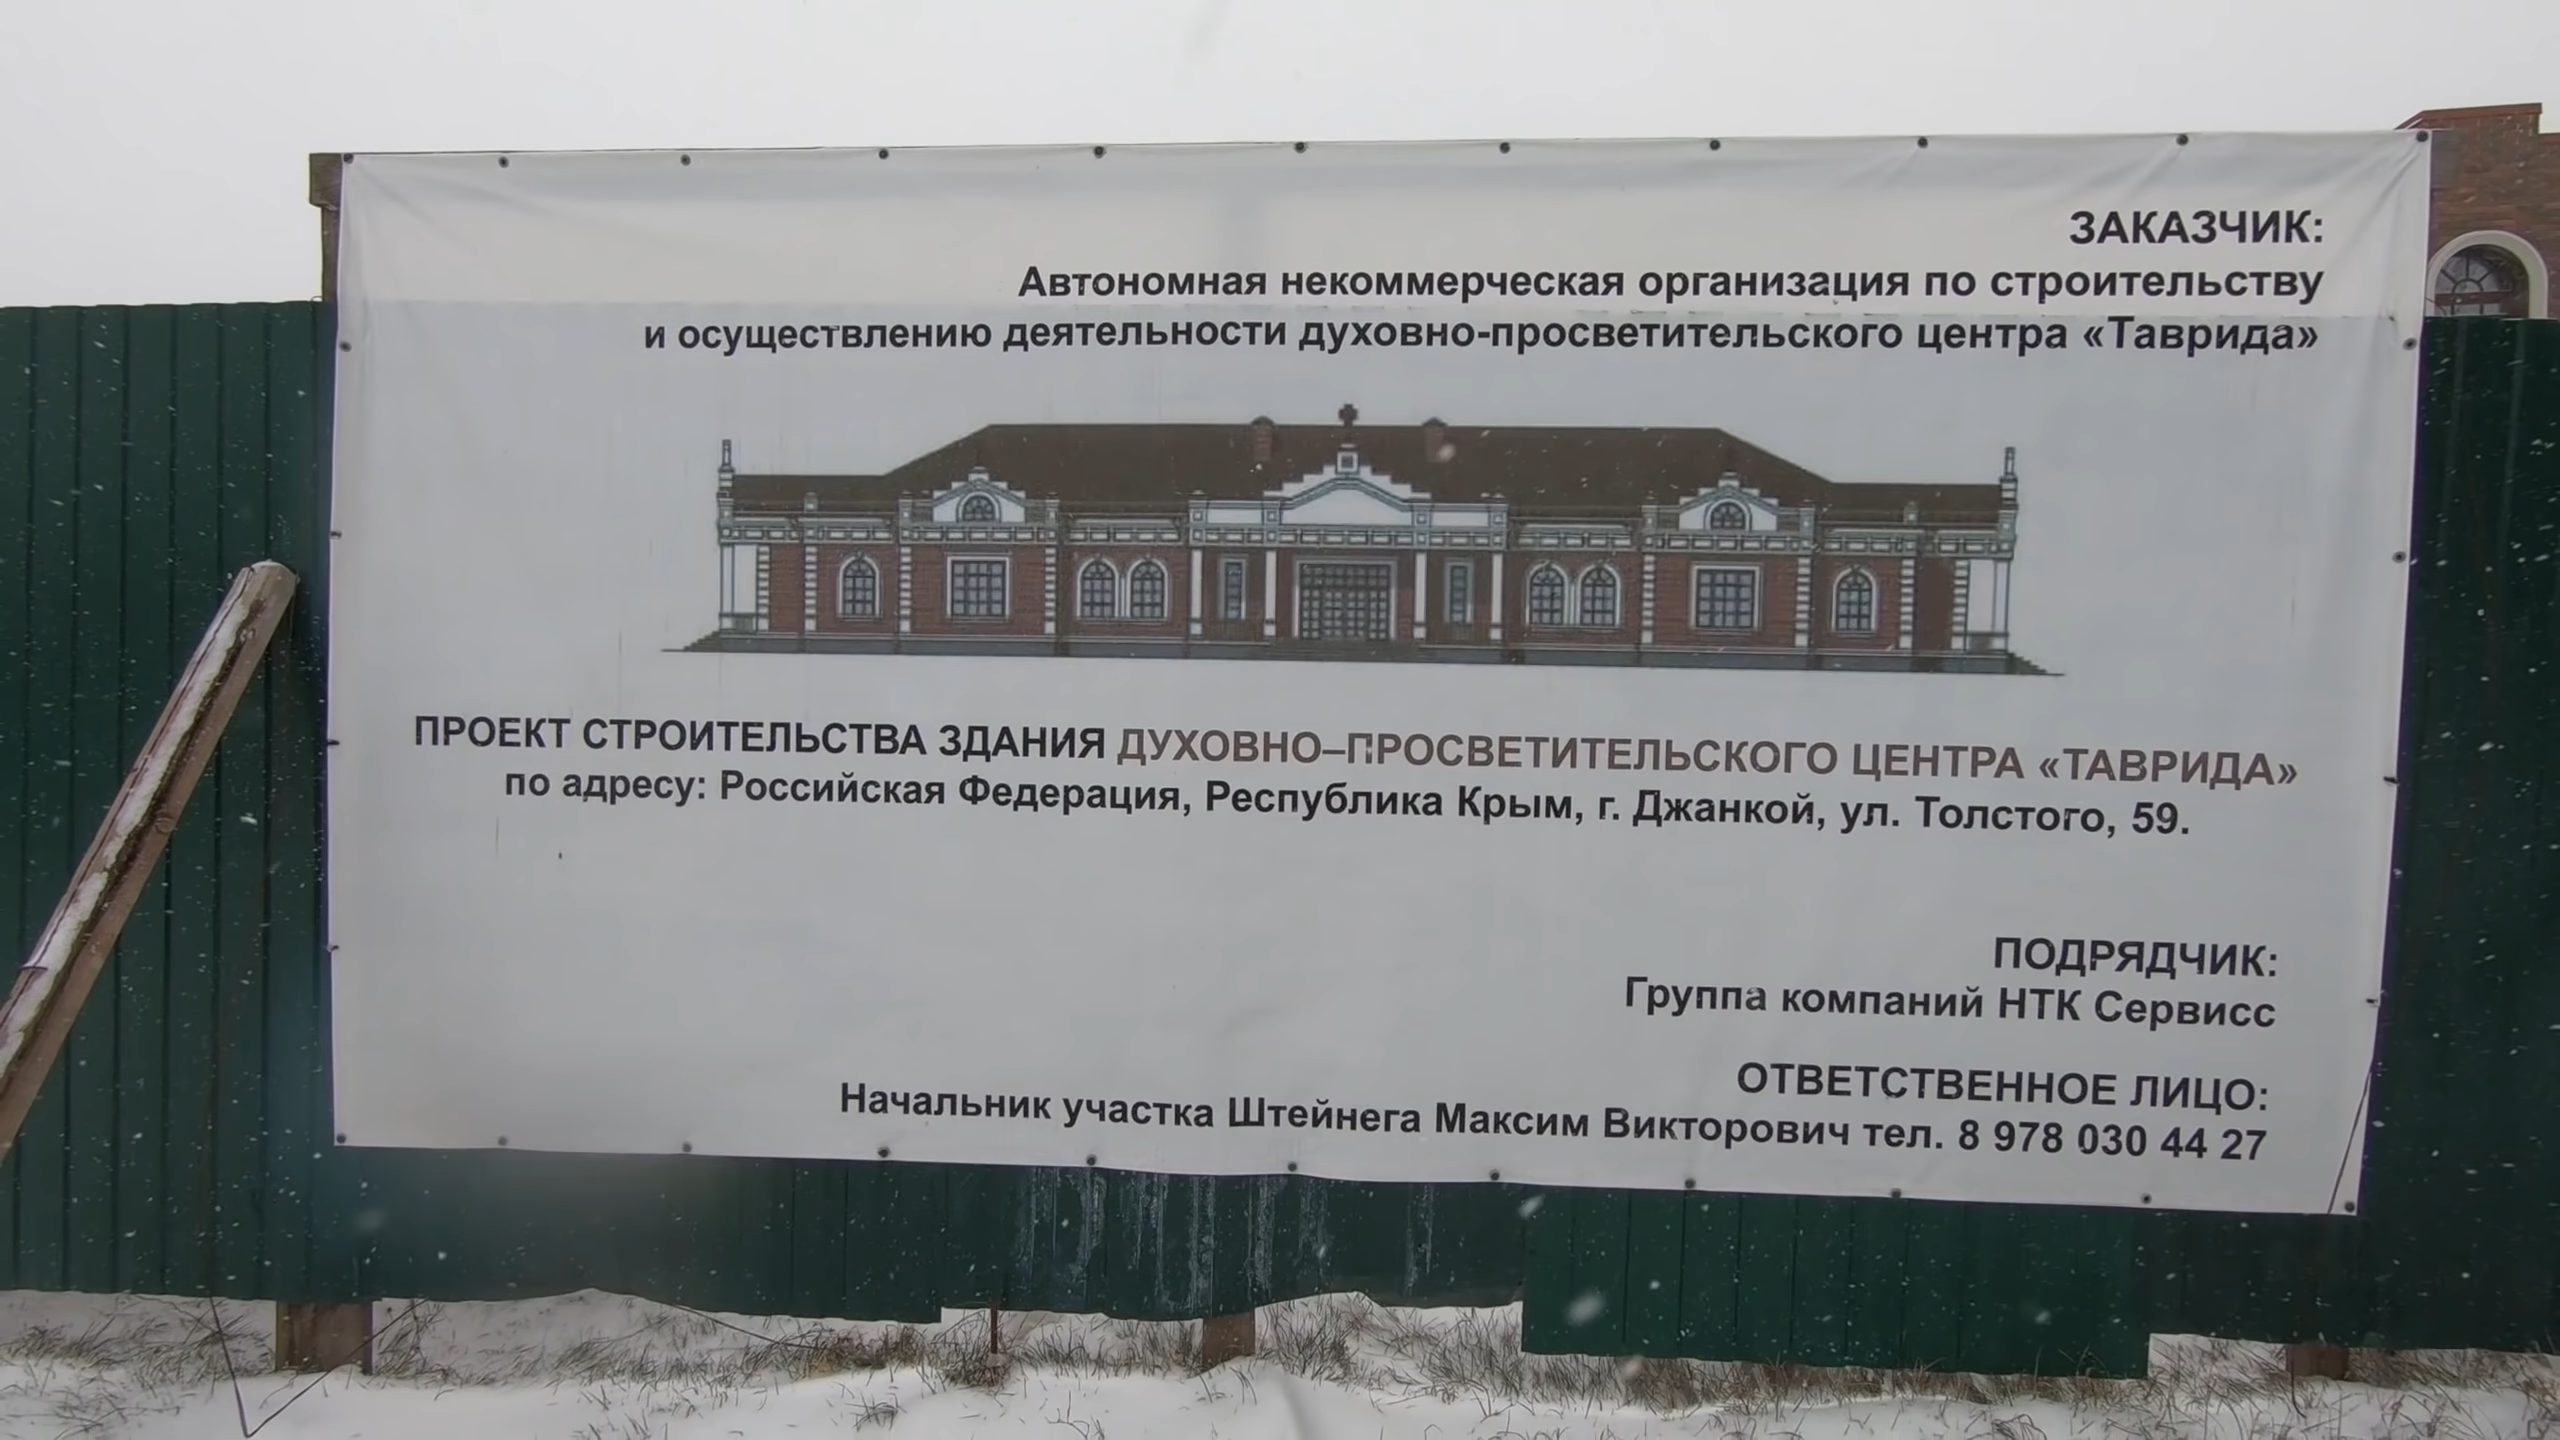 ЗАКАЗЧИК:
Автономная некоммерческая организация по строительству
и осуществлению деятельности духовно-просветительского центра «Таврида»
ПРОЕКТ СТРОИТЕЛЬСТВА ЗДАНИЯ ДУХОВНО–ПРОСВЕТИТЕЛЬСКОГО ЦЕНТРА «ТАВРИДА»
по адресу: Российская Федерация, Республика Крым, г. Джанкой, ул. Толстого, 59.
ПОДРЯДЧИК:
Группа компаний НТК Сервисс
ОТВЕТСТВЕННОЕ ЛИЦО:
Начальник участка Штейнега Максим Викторович тел. 8 978 030 44 27